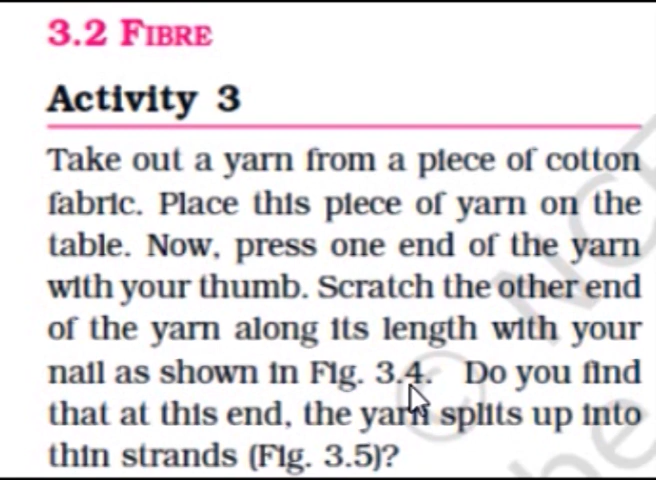 3.2 FIBRE
Activity 3
Take out a yarn from a piece of cotton
fabric. Place this piece of yarn on the
table. Now, press one end of the yarn
with your thumb. Scratch the other end
of the yarn along its length with your
nail as shown in Fig. 3.4. Do you find
that at this end, the yarn splits up into
thin strands (Fig. 3.5)?